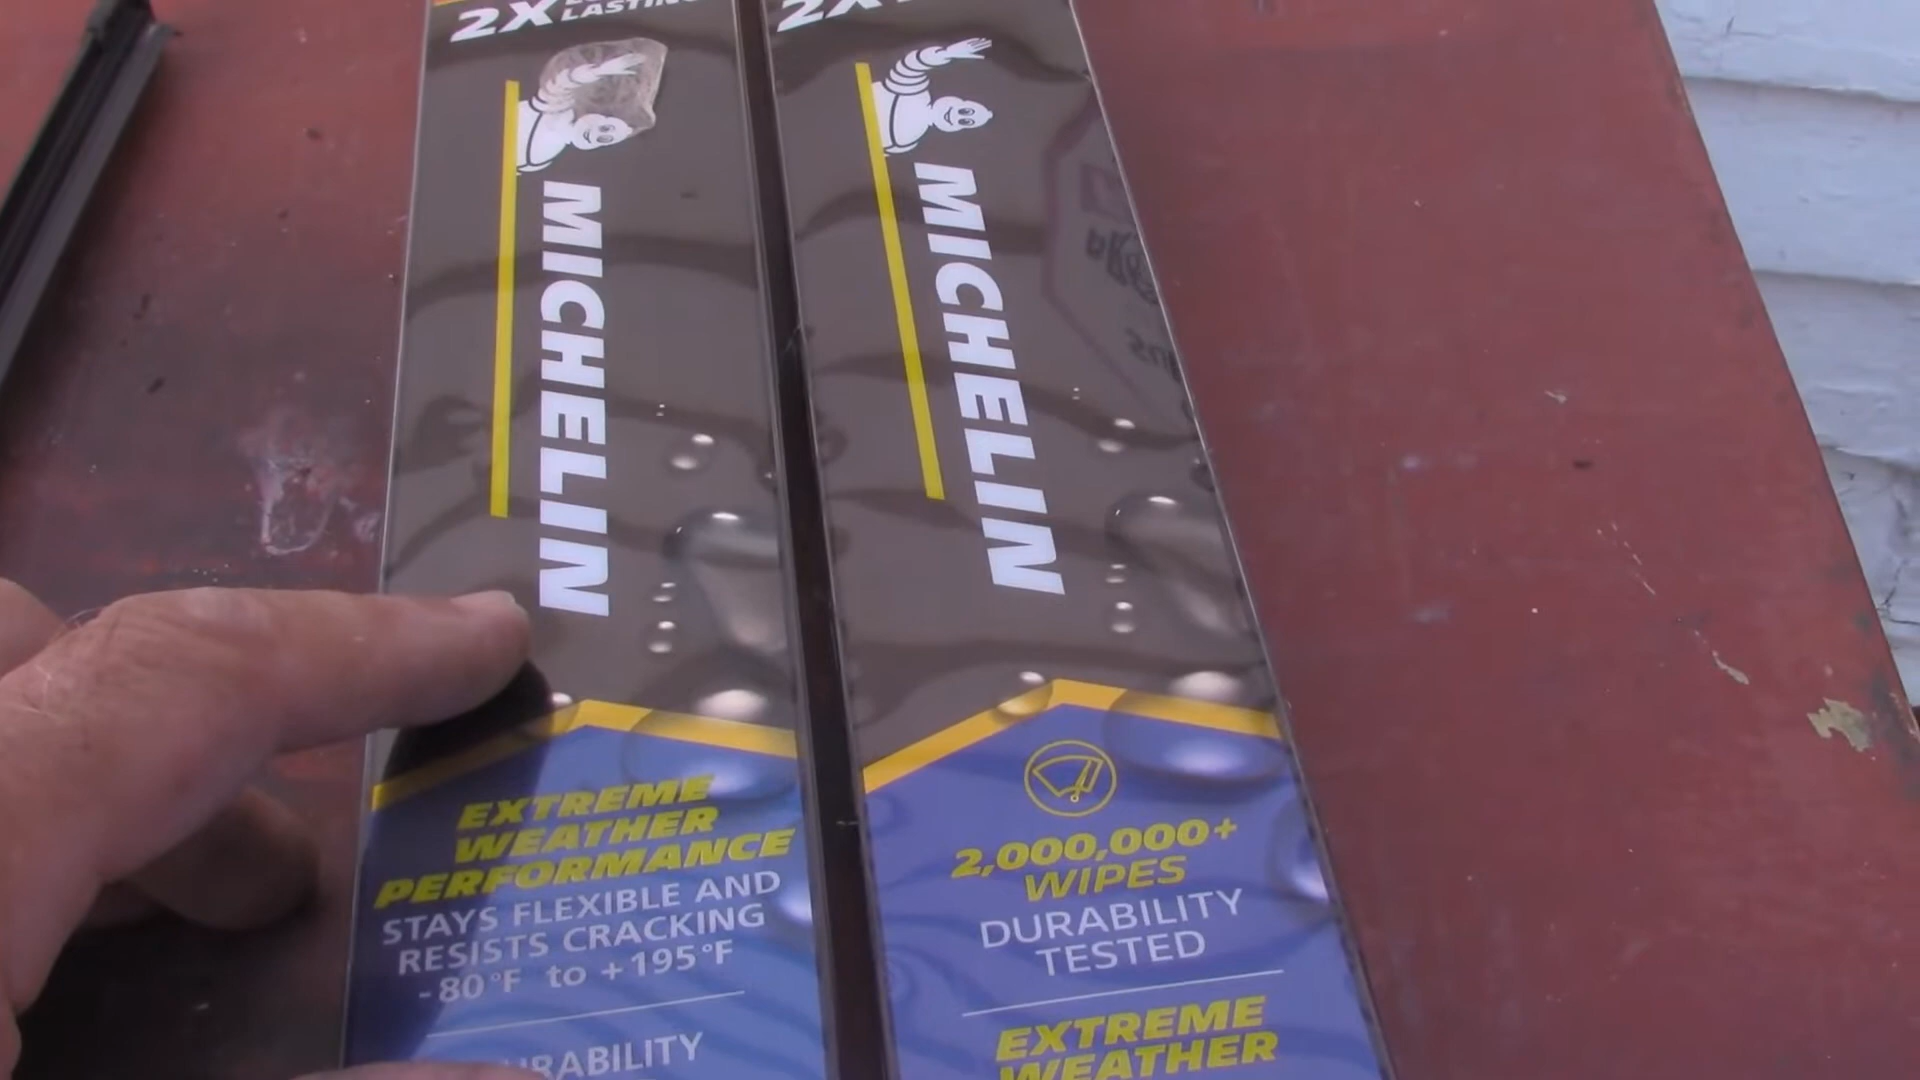 2X
LASTING
MICHELIN
EXTREME
WEATHER
PERFORMANCE
STAYS FLEXIBLE AND
RESISTS CRACKING
-80°F to +195°F
2X
MICHELIN
2,000,000+
WIPES
DURABILITY
TESTED
EXTREME
WEATHER